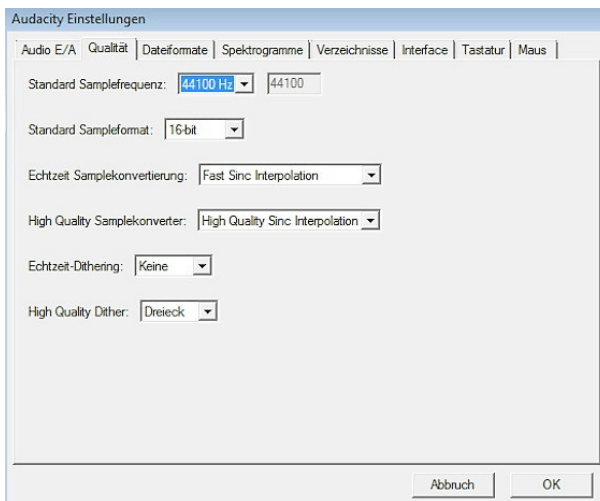 Audacity Einstellungen
Audio E/A Qualität Dateiformate Spektrogramme Verzeichnisse Interface Tastatur Maus
Standard Samplefrequenz: 44100 Hz 44100
Standard Sampleformat: 16-bit
Echtzeit Samplekonvertierung: Fast Sinc Interpolation
High Quality Samplekonverter: High Quality Sinc Interpolation
Echtzeit-Dithering: Keine
High Quality Dither: Dreieck
Abbruch OK